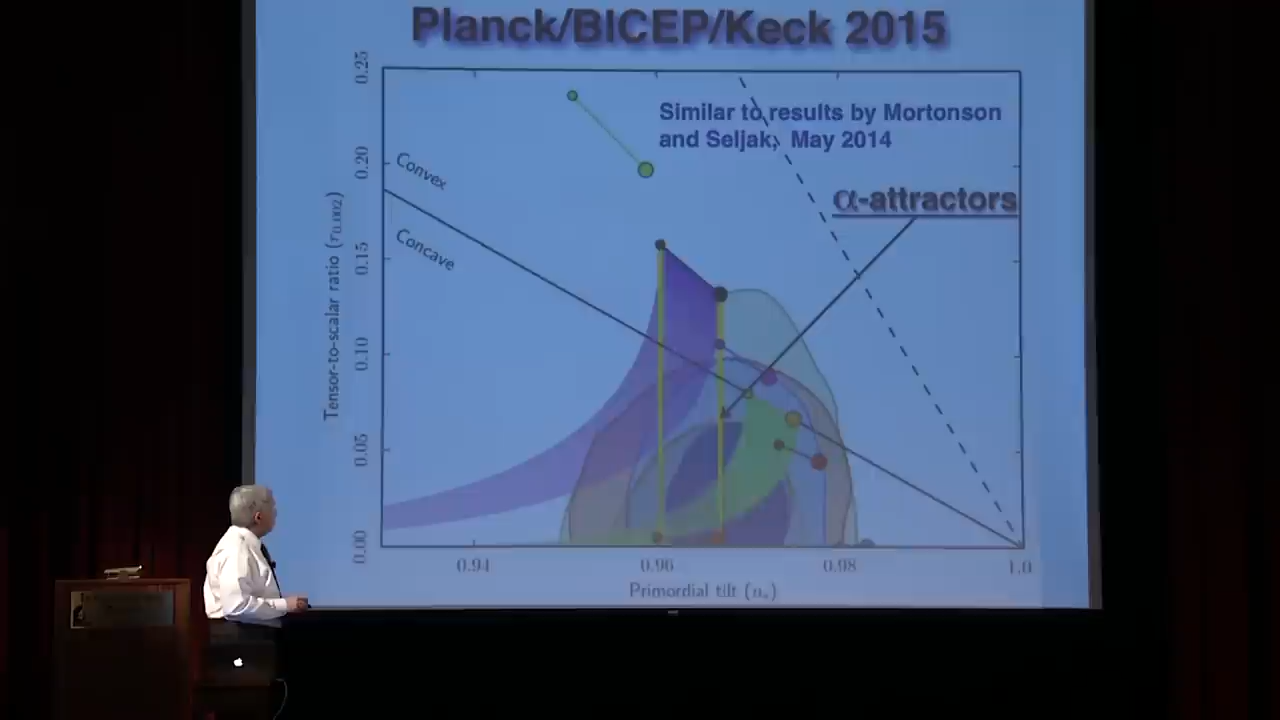 Planck/BICEP/Keck 2015
Similar to results by Mortonson
and Seljak, May 2014
α-attractors
Convex
Concave
Tensor-to-scalar ratio (r0.002)
0.25
0.20
0.15
0.10
0.05
0.00
0.94
0.96
0.98
1.0
Primordial tilt (ns)